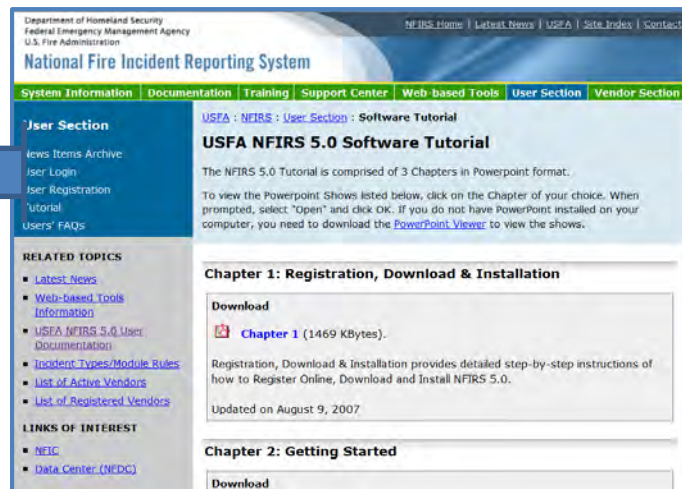 Department of Homeland Security
Federal Emergency Management Agency
U.S. Fire Administration
National Fire Incident Reporting System
NFIRS Home | Latest News | USFA | Site Index | Contact
System Information | Documentation | Training | Support Center | Web-based Tools | User Section | Vendor Section
User Section
News Items Archive
User Login
User Registration
Tutorial
Users' FAQs
RELATED TOPICS
Latest News
Web-based Tools
Information
USFA NFIRS 5.0 User
Documentation
Incident Types/Module Rules
List of Active Vendors
List of Registered Vendors
LINKS OF INTEREST
NFIC
Data Center (NFDC)
USFA : NFIRS : User Section : Software Tutorial
USFA NFIRS 5.0 Software Tutorial
The NFIRS 5.0 Tutorial is comprised of 3 Chapters in Powerpoint format.
To view the Powerpoint Shows listed below, click on the Chapter of your choice. When
prompted, select "Open" and click OK. If you do not have PowerPoint installed on your
computer, you need to download the PowerPoint Viewer to view the shows.
Chapter 1: Registration, Download & Installation
Download
Chapter 1 (1469 KBytes).
Registration, Download & Installation provides detailed step-by-step instructions of
how to Register Online, Download and Install NFIRS 5.0.
Updated on August 9, 2007
Chapter 2: Getting Started
Download